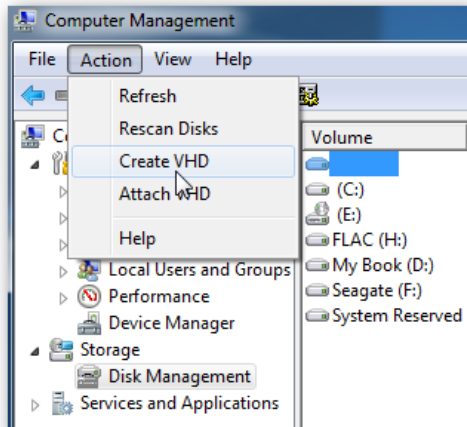 Computer Management
File Action View Help
Refresh
Rescan Disks
Create VHD
Attach VHD
Help
Volume
(C:)
(E:)
FLAC (H:)
My Book (D:)
Seagate (F:)
System Reserved
Local Users and Groups
Performance
Device Manager
Storage
Disk Management
Services and Applications